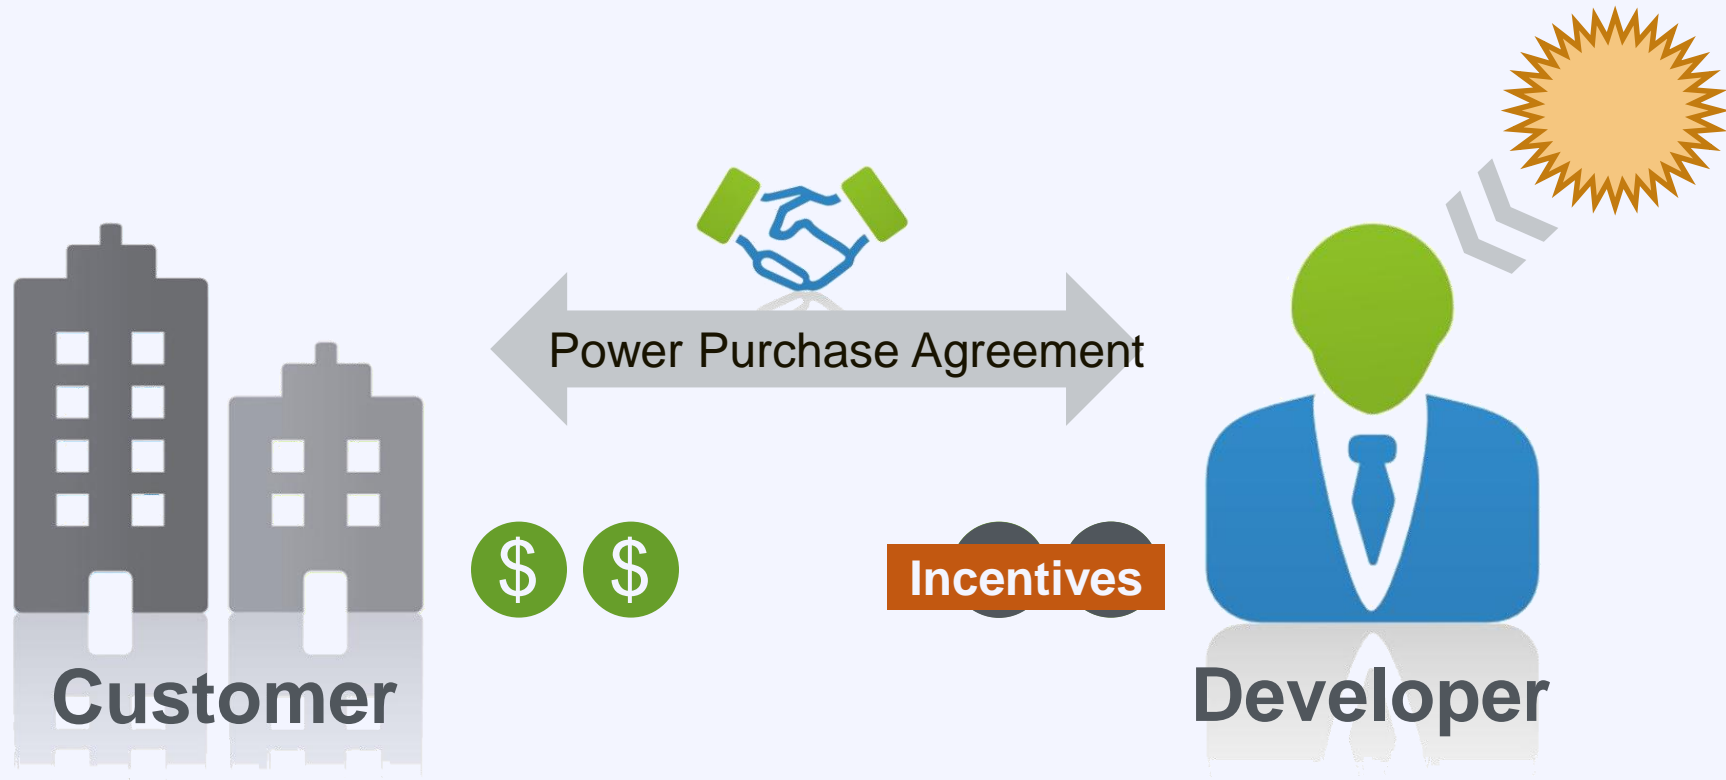 Power Purchase Agreement
$ $
Incentives
Customer
Developer